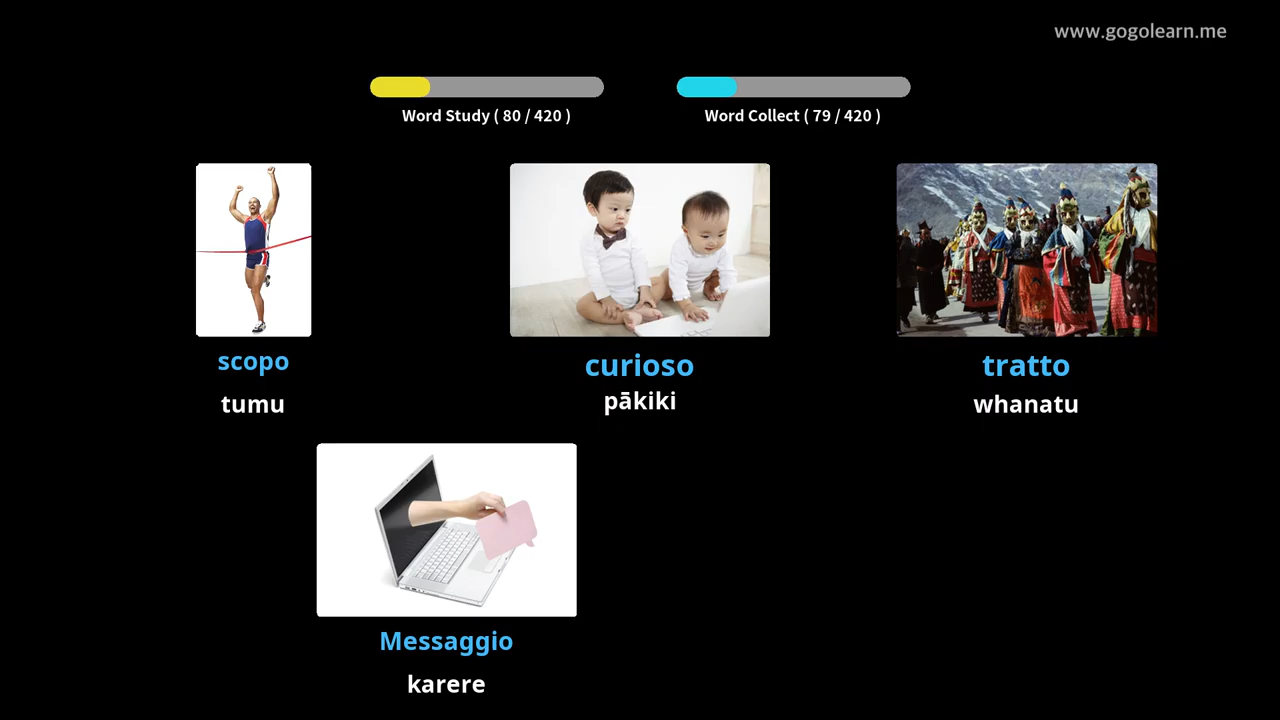 www.gogolearn.me
Word Study ( 80 / 420 )
Word Collect ( 79 / 420 )
scopo
tumu
curioso
pākiki
tratto
whanatu
Messaggio
karere